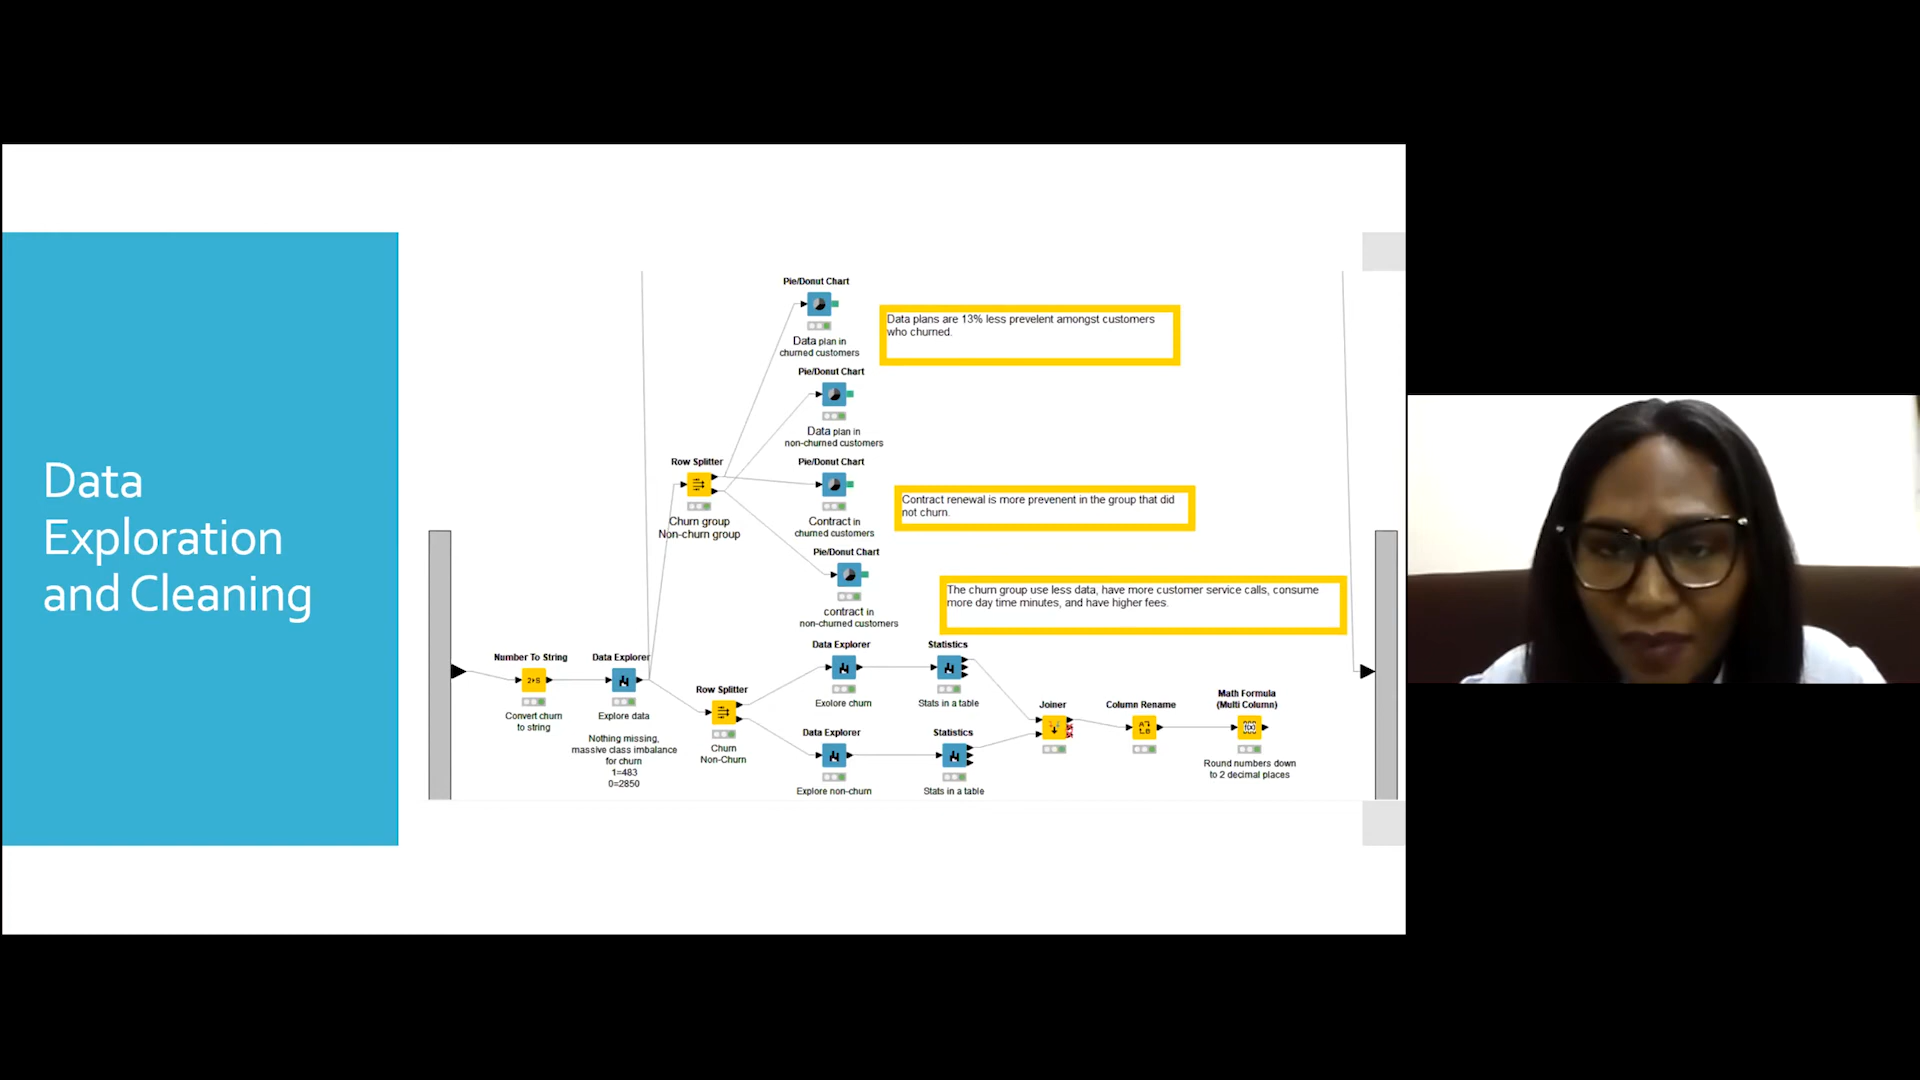 Data
Exploration
and Cleaning
Pie/Donut Chart
Data plan in
churned customers
Data plans are 13% less prevelent amongst customers
who churned.
Pie/Donut Chart
Data plan in
non-churned customers
Row Splitter
Churn group
Non-churn group
Pie/Donut Chart
Contract in
churned customers
Contract renewal is more prevenent in the group that did
not churn.
Pie/Donut Chart
contract in
non-churned customers
The churn group use less data, have more customer service calls, consume
more day time minutes, and have higher fees.
Number To String
2‣S
Convert churn
to string
Data Explorer
Explore data
Nothing missing,
massive class imbalance
for churn
1=483
0=2850
Row Splitter
Churn
Non-Churn
Data Explorer
Exolore churn
Statistics
Stats in a table
Data Explorer
Explore non-churn
Statistics
Stats in a table
Joiner
Column Rename
Math Formula
(Multi Column)
f(x)
Round numbers down
to 2 decimal places